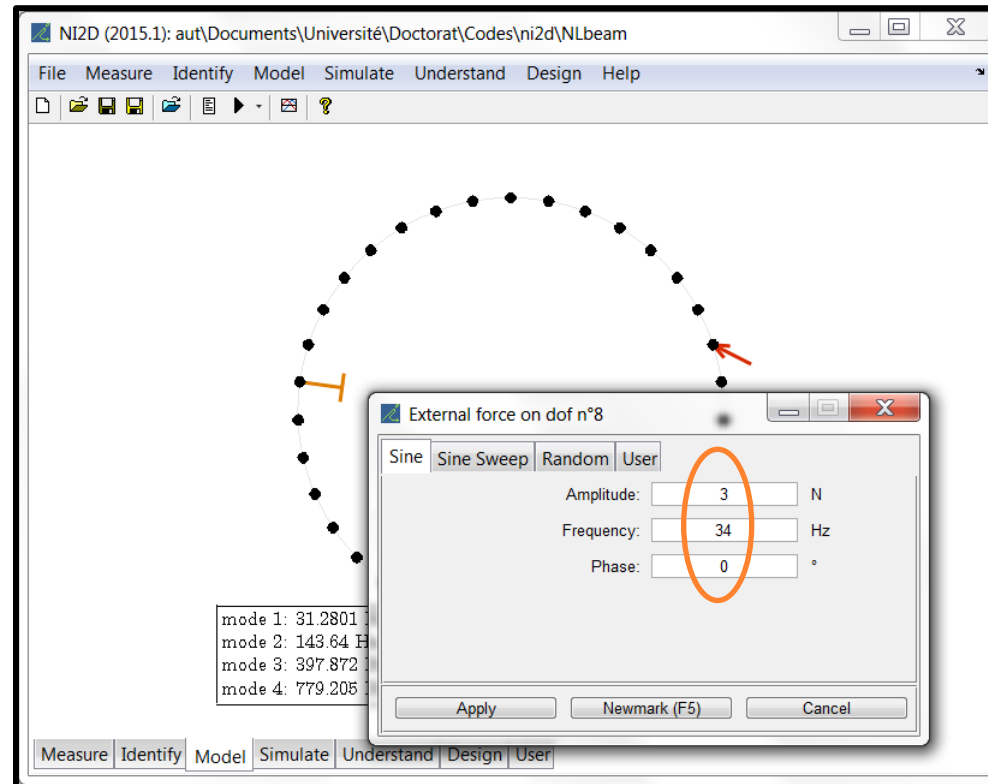 NI2D (2015.1): aut\Documents\Université\Doctorat\Codes\ni2d\NLbeam
File Measure Identify Model Simulate Understand Design Help
External force on dof n°8
Sine Sine Sweep Random User
Amplitude: 3 N
Frequency: 34 Hz
Phase: 0 °
mode 1: 31.2801
mode 2: 143.64 H
mode 3: 397.872
mode 4: 779.205
Apply Newmark (F5) Cancel
Measure Identify Model Simulate Understand Design User